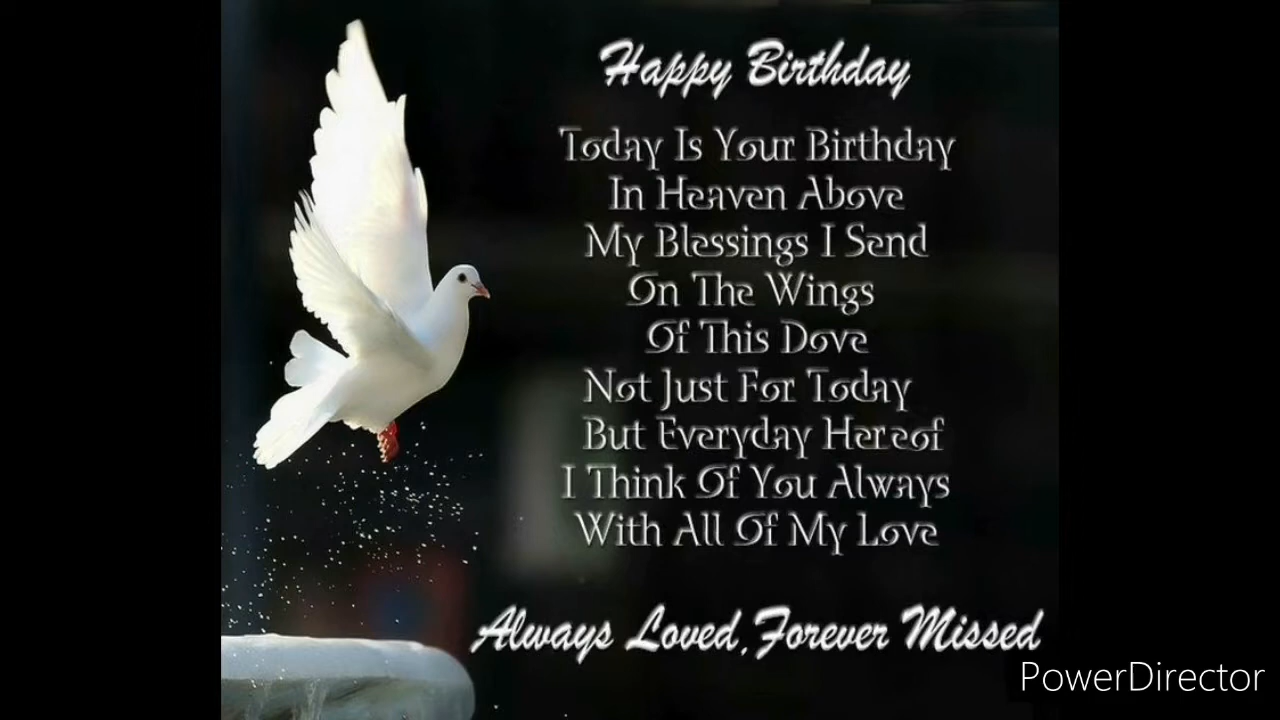 Happy Birthday
Today Is Your Birthday
In Heaven Above
My Blessings I Send
On The Wings
Of This Dove
Not Just For Today
But Everyday Hereof
I Think Of You Always
With All Of My Love
Always Loved,Forever Missed
PowerDirector